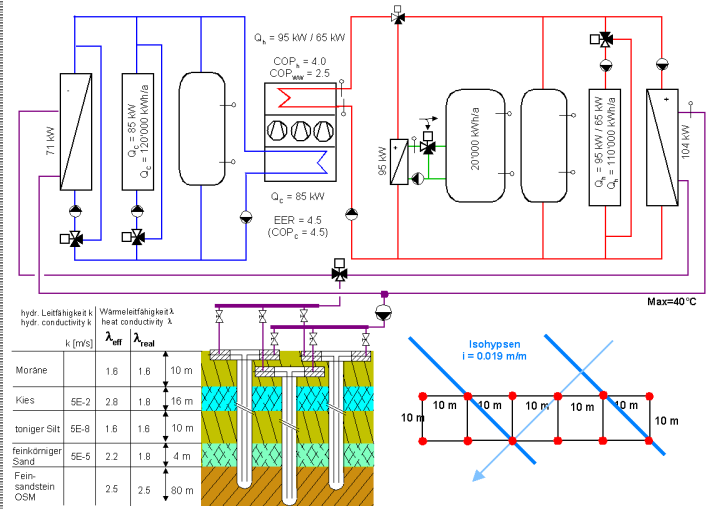 Q_h = 95 kW / 65 kW
COP_h = 4.0
COP_ww = 2.5
71 kW
Q_C = 85 kW
Q_C = 120'000 kWh/a
+
95 kW
20'000 kWh/a
Q_h = 95 kW / 65 kW
Q_h = 110'000 kWh/a
+
104 kW
Q_C = 85 kW
EER = 4.5
(COP_C = 4.5)
Max=40°C
hydr. Leitfähigkeit k
hydr. conductivity k
Wärmeleitfähigkeit λ
heat conductivity λ
k [m/s]
λeff
λreal
Moräne
1.6
1.6
10 m
Kies
5E-2
2.8
1.8
16 m
toniger Silt
5E-8
1.6
1.6
10 m
feinkörniger
Sand
5E-5
2.2
1.8
4 m
Fein-
sandstein
OSM
2.5
2.5
80 m
Isohypsen
i = 0.019 m/m
10 m
10 m
10 m
10 m
10 m
10 m
10 m